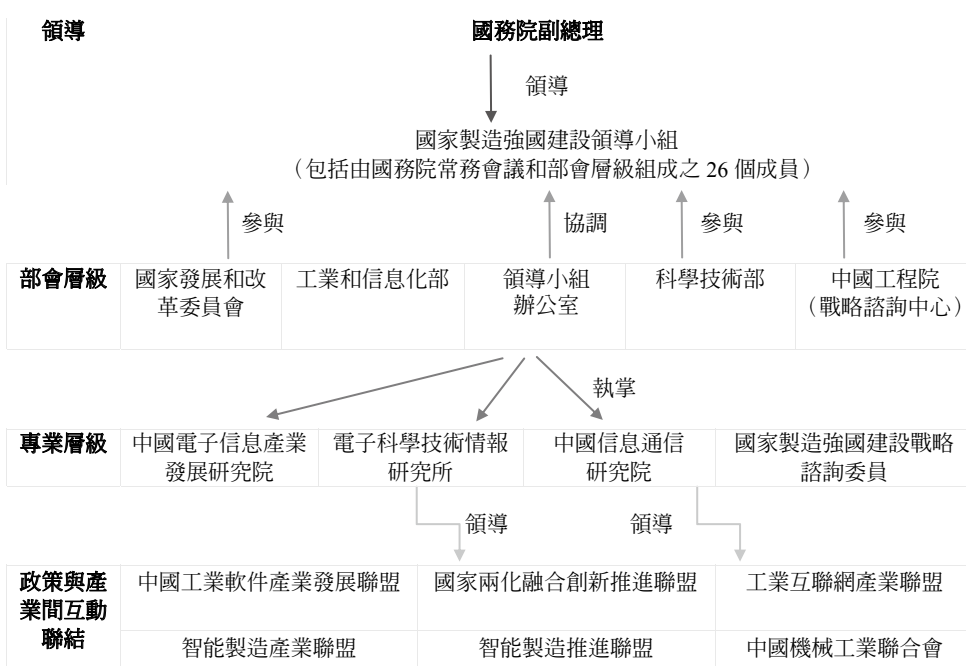 領導
國務院副總理
領導
國家製造強國建設領導小組
（包括由國務院常務會議和部會層級組成之 26 個成員）
參與
協調
參與
參與
部會層級
國家發展和改
革委員會
工業和信息化部
領導小組
辦公室
科學技術部
中國工程院
（戰略諮詢中心）
執掌
專業層級
中國電子信息產業
發展研究院
電子科學技術情報
研究所
中國信息通信
研究院
國家製造強國建設戰略
諮詢委員
領導
領導
政策與產
業間互動
聯結
中國工業軟件產業發展聯盟
國家兩化融合創新推進聯盟
工業互聯網產業聯盟
智能製造產業聯盟
智能製造推進聯盟
中國機械工業聯合會